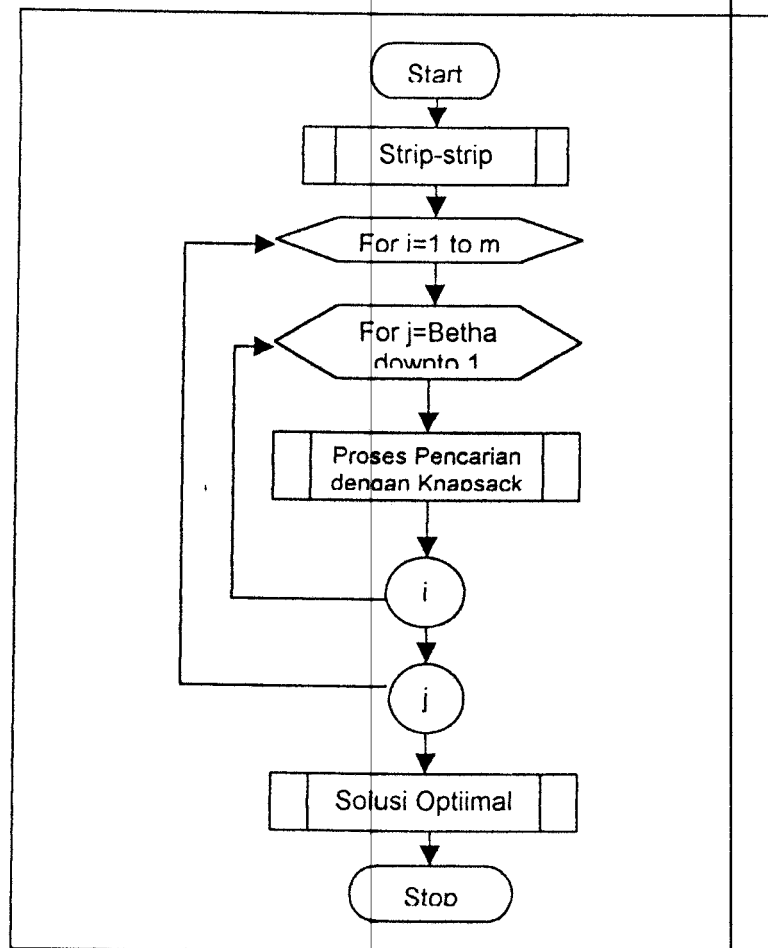 Start
Strip-strip
For i=1 to m
For j=Betha
downto 1
Proses Pencarian
dengan Knapsack
i
j
Solusi Optiimal
Stop